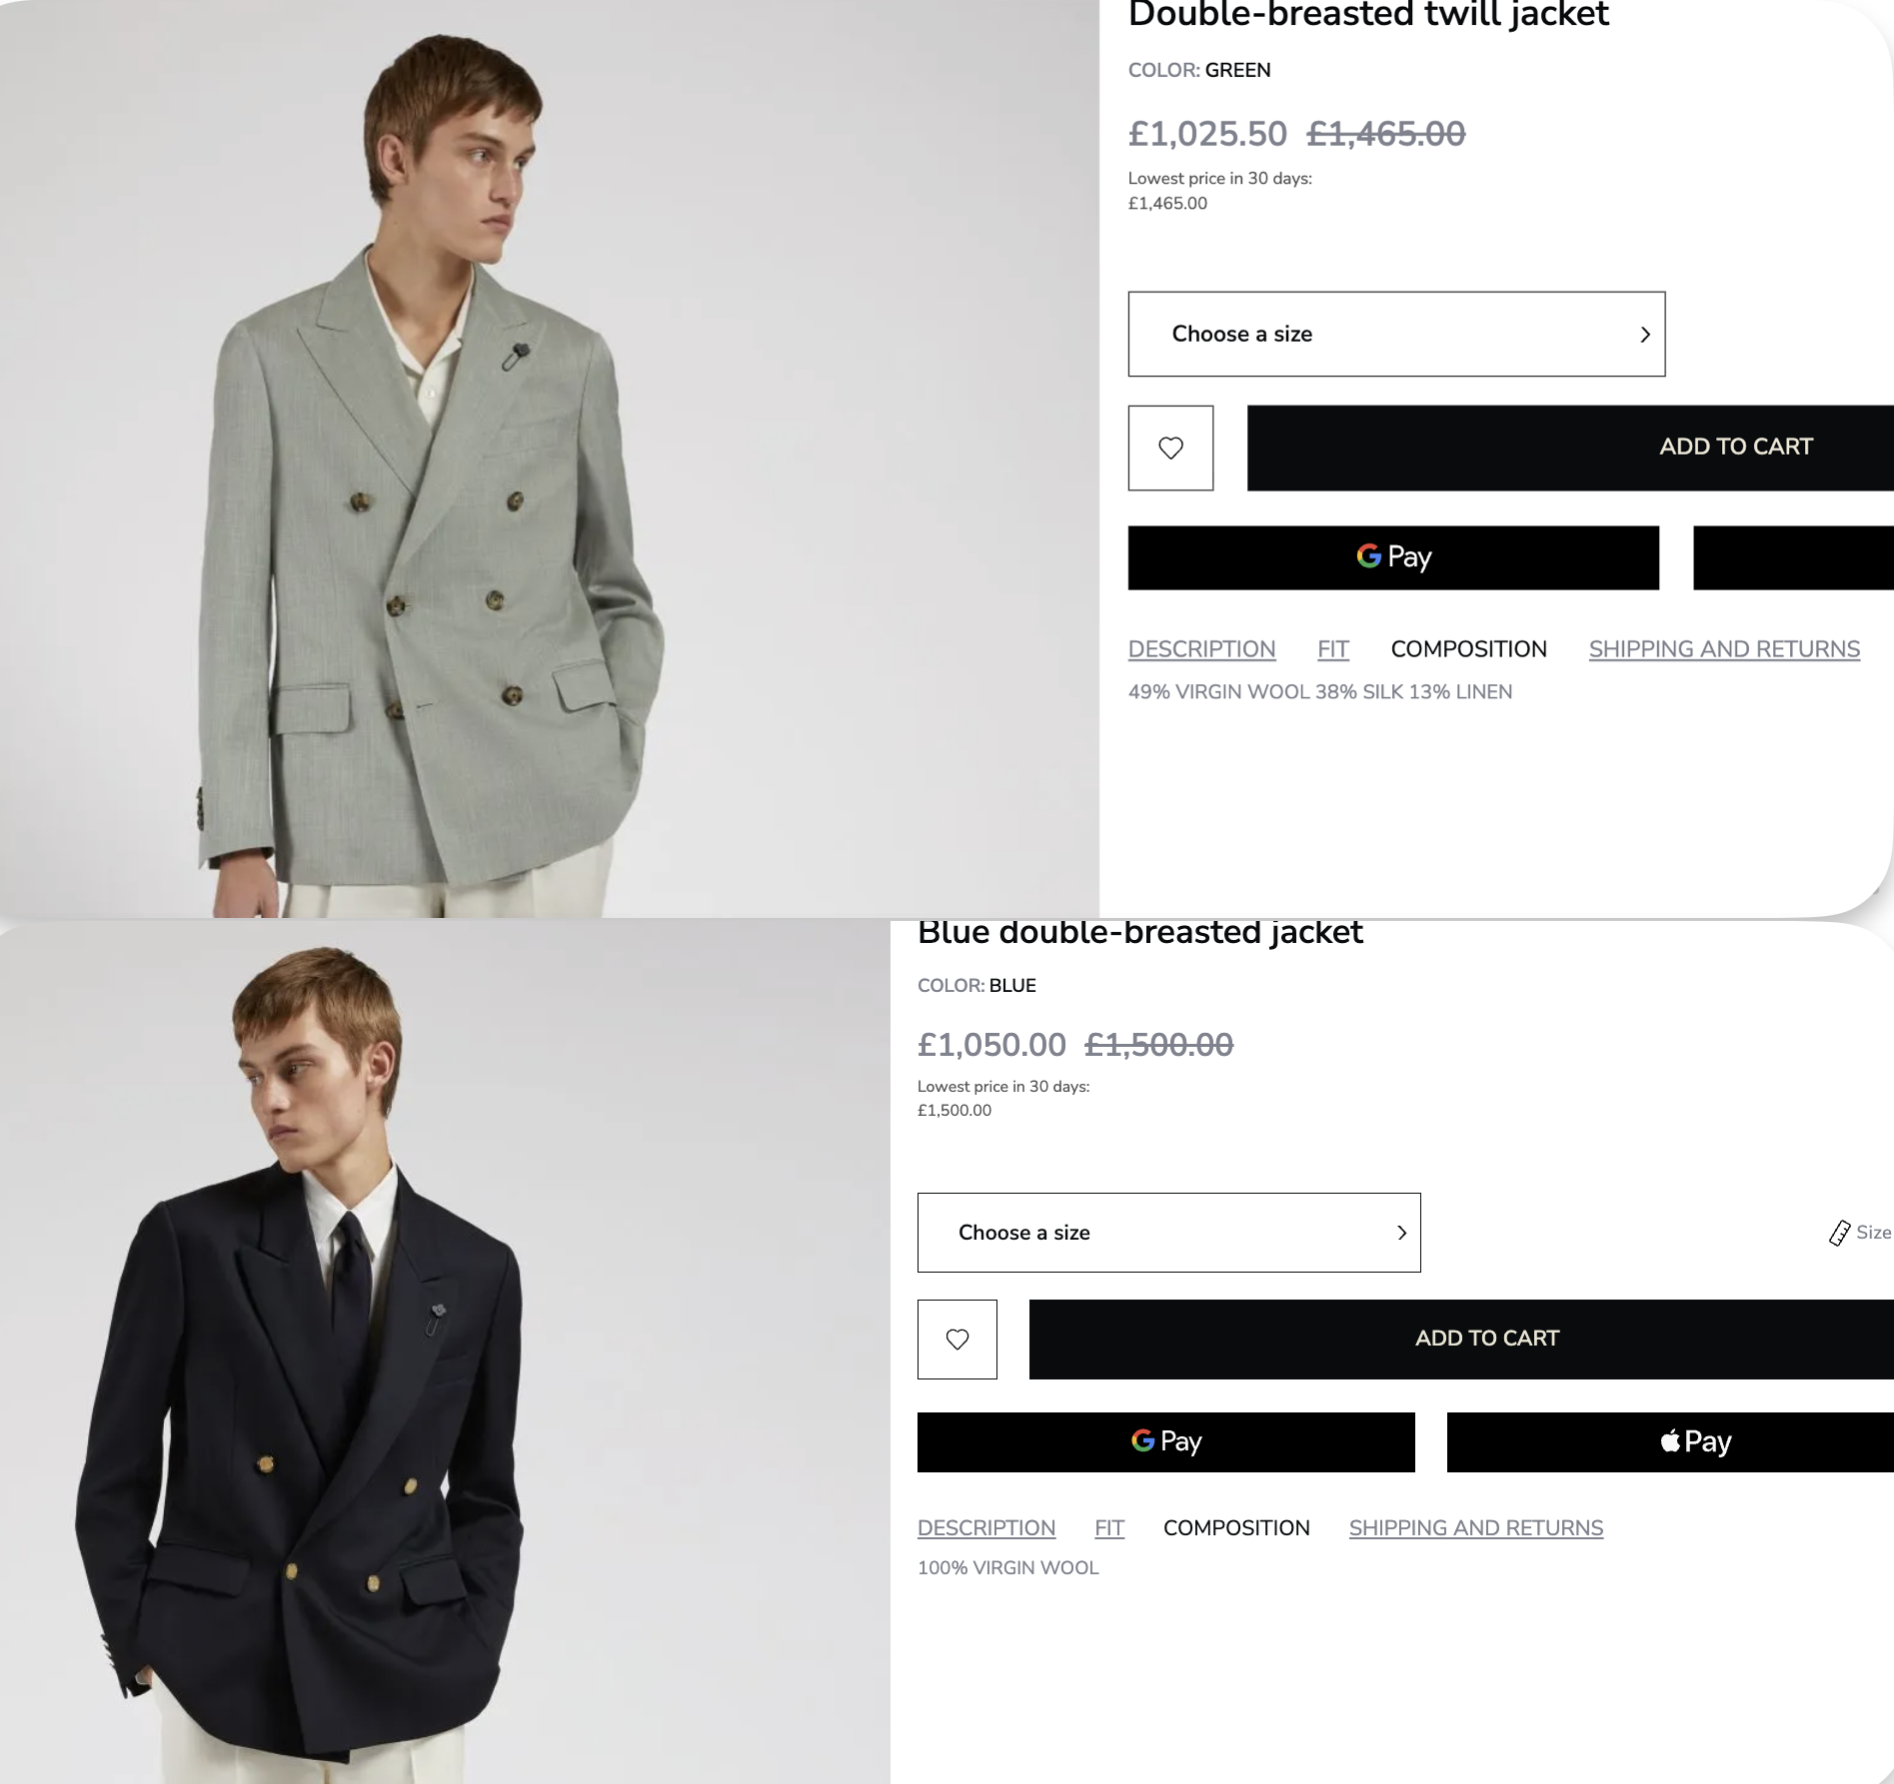 Double-breasted twill jacket
COLOR: GREEN
£1,025.50 £1,465.00
Lowest price in 30 days:
£1,465.00
Choose a size
ADD TO CART
G Pay
DESCRIPTION FIT COMPOSITION SHIPPING AND RETURNS
49% VIRGIN WOOL 38% SILK 13% LINEN
Blue double-breasted jacket
COLOR: BLUE
£1,050.00 £1,500.00
Lowest price in 30 days:
£1,500.00
Choose a size
Size
ADD TO CART
G Pay
Pay
DESCRIPTION FIT COMPOSITION SHIPPING AND RETURNS
100% VIRGIN WOOL